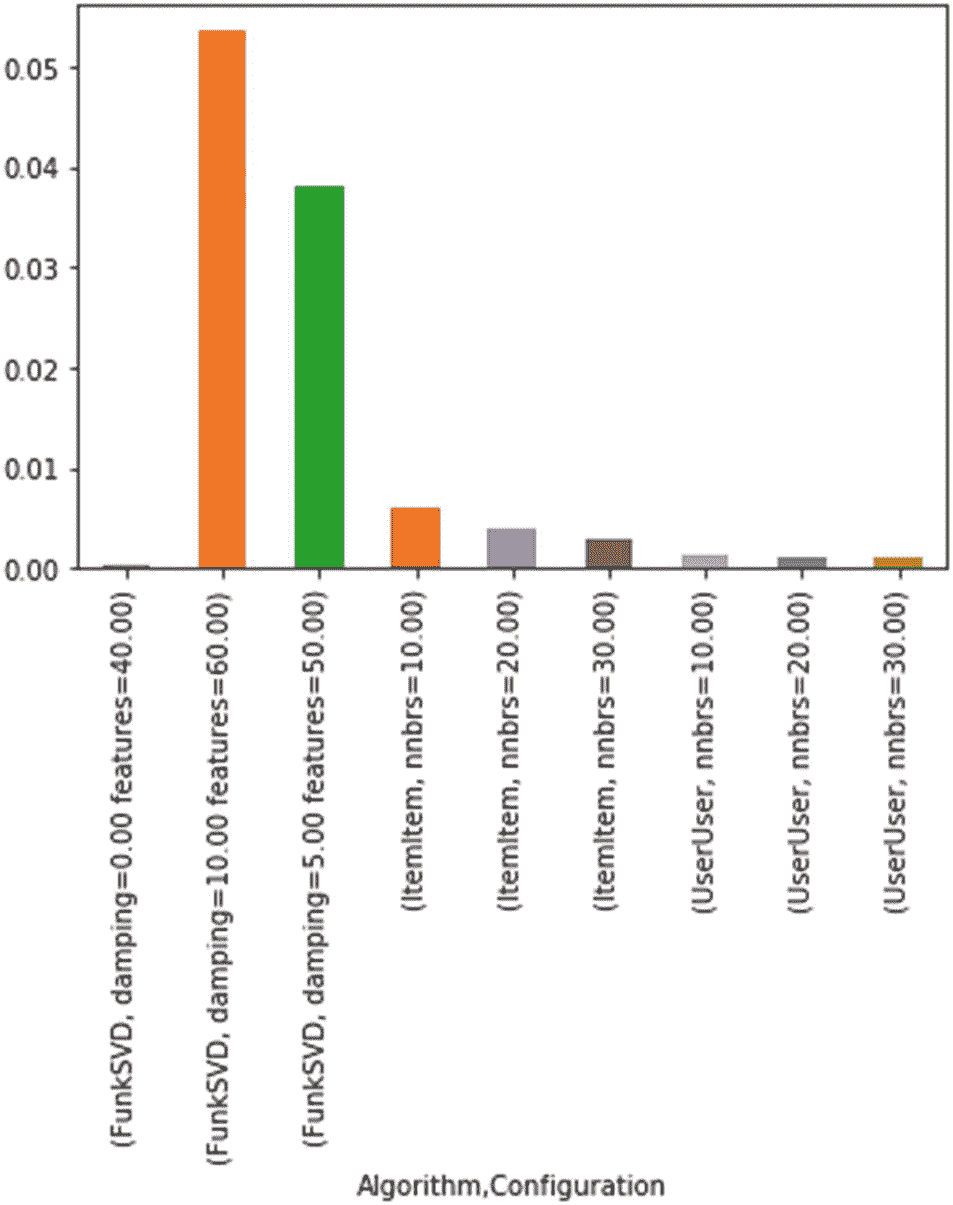 0.05
0.04
0.03
0.02
0.01
0.00
(FunkSVD, damping=0.00 features=40.00)
(FunkSVD, damping=10.00 features=60.00)
(FunkSVD, damping=5.00 features=50.00)
(ItemItem, nnbrs=10.00)
(ItemItem, nnbrs=20.00)
(ItemItem, nnbrs=30.00)
(UserUser, nnbrs=10.00)
(UserUser, nnbrs=20.00)
(UserUser, nnbrs=30.00)
Algorithm,Configuration